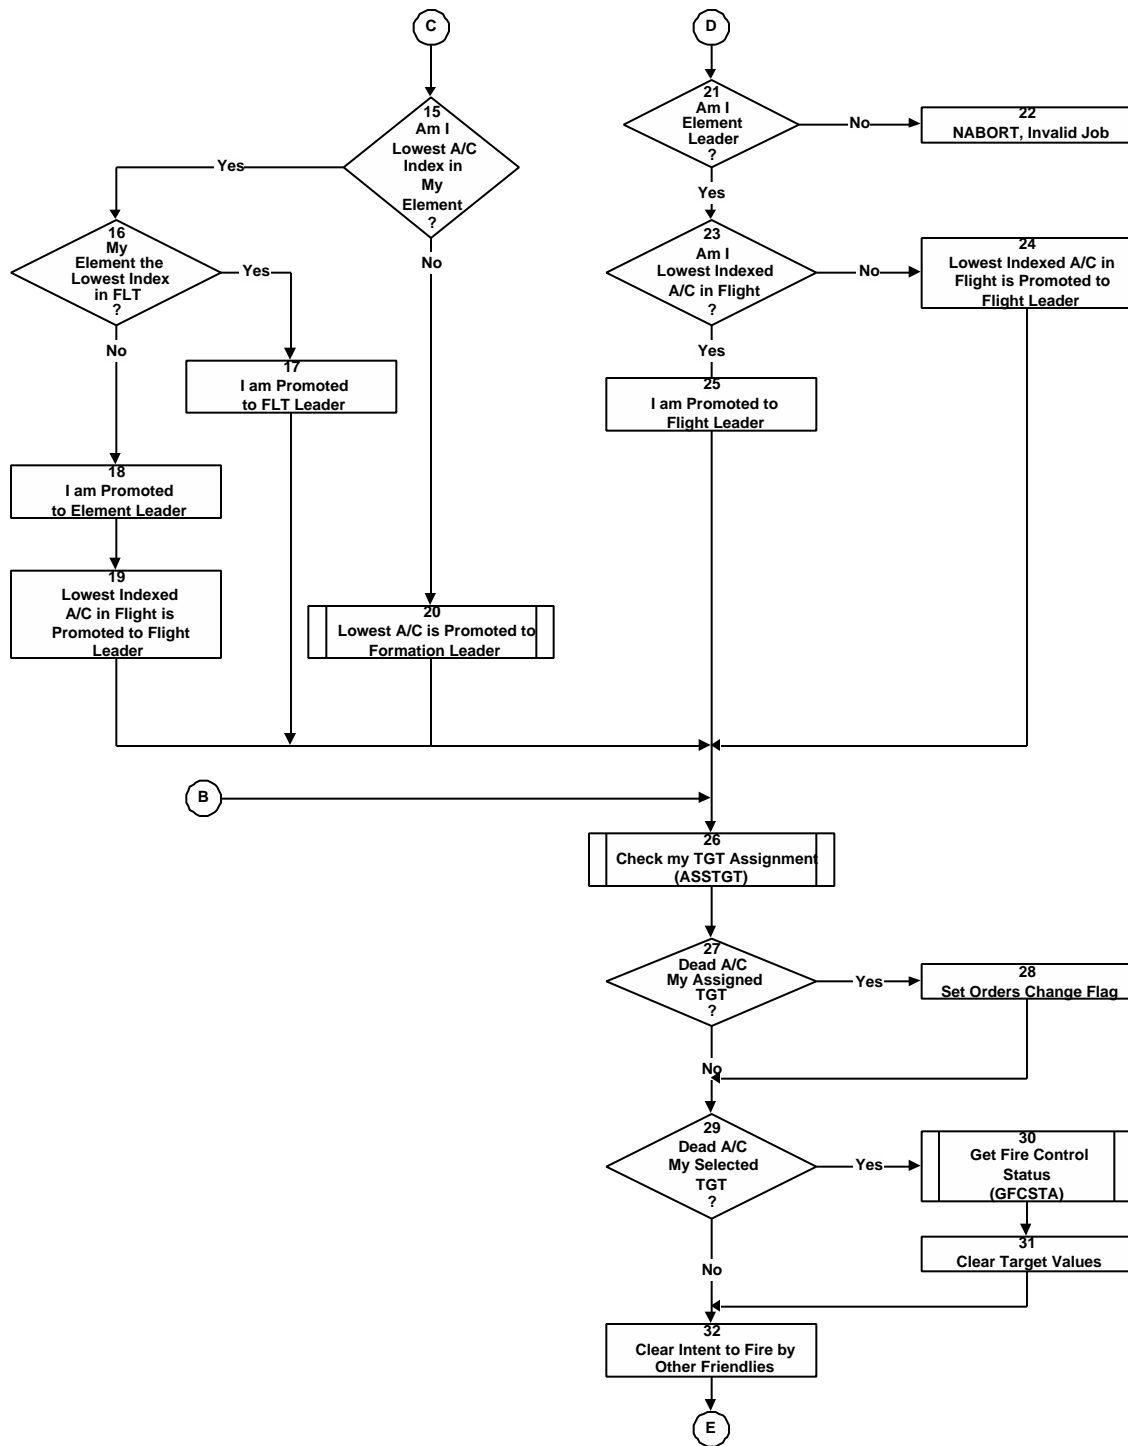 C
D
15
Am I
Lowest A/C
Index in
My
Element
?
Yes
No
16
My
Element the
Lowest Index
in FLT
?
Yes
No
17
I am Promoted
to FLT Leader
18
I am Promoted
to Element Leader
19
Lowest Indexed
A/C in Flight is
Promoted to Flight
Leader
20
Lowest A/C is Promoted to
Formation Leader
21
Am I
Element
Leader
?
No
Yes
22
NABORT, Invalid Job
23
Am I
Lowest Indexed
A/C in Flight
?
No
Yes
24
Lowest Indexed A/C in
Flight is Promoted to
Flight Leader
25
I am Promoted to
Flight Leader
B
26
Check my TGT Assignment
(ASSTGT)
27
Dead A/C
My Assigned
TGT
?
Yes
No
28
Set Orders Change Flag
29
Dead A/C
My Selected
TGT
?
Yes
No
30
Get Fire Control
Status
(GFCSTA)
31
Clear Target Values
32
Clear Intent to Fire by
Other Friendlies
E